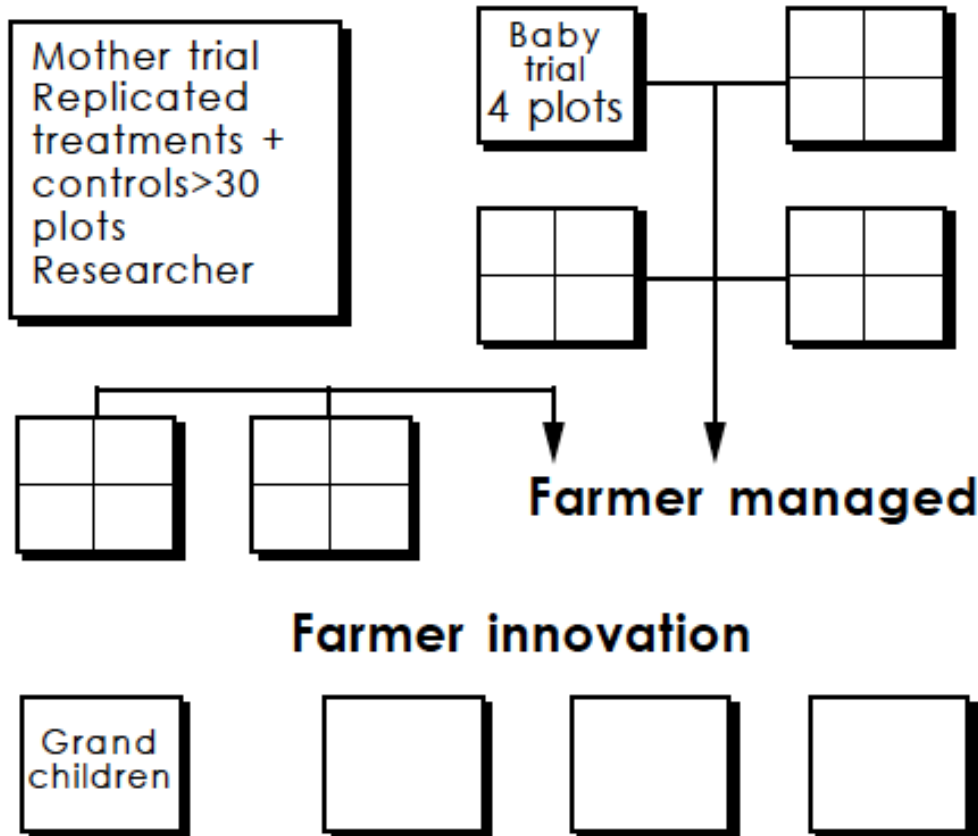 Mother trial
Replicated
treatments +
controls>30
plots
Researcher
Baby
trial
4 plots
Farmer managed
Farmer innovation
Grand
children